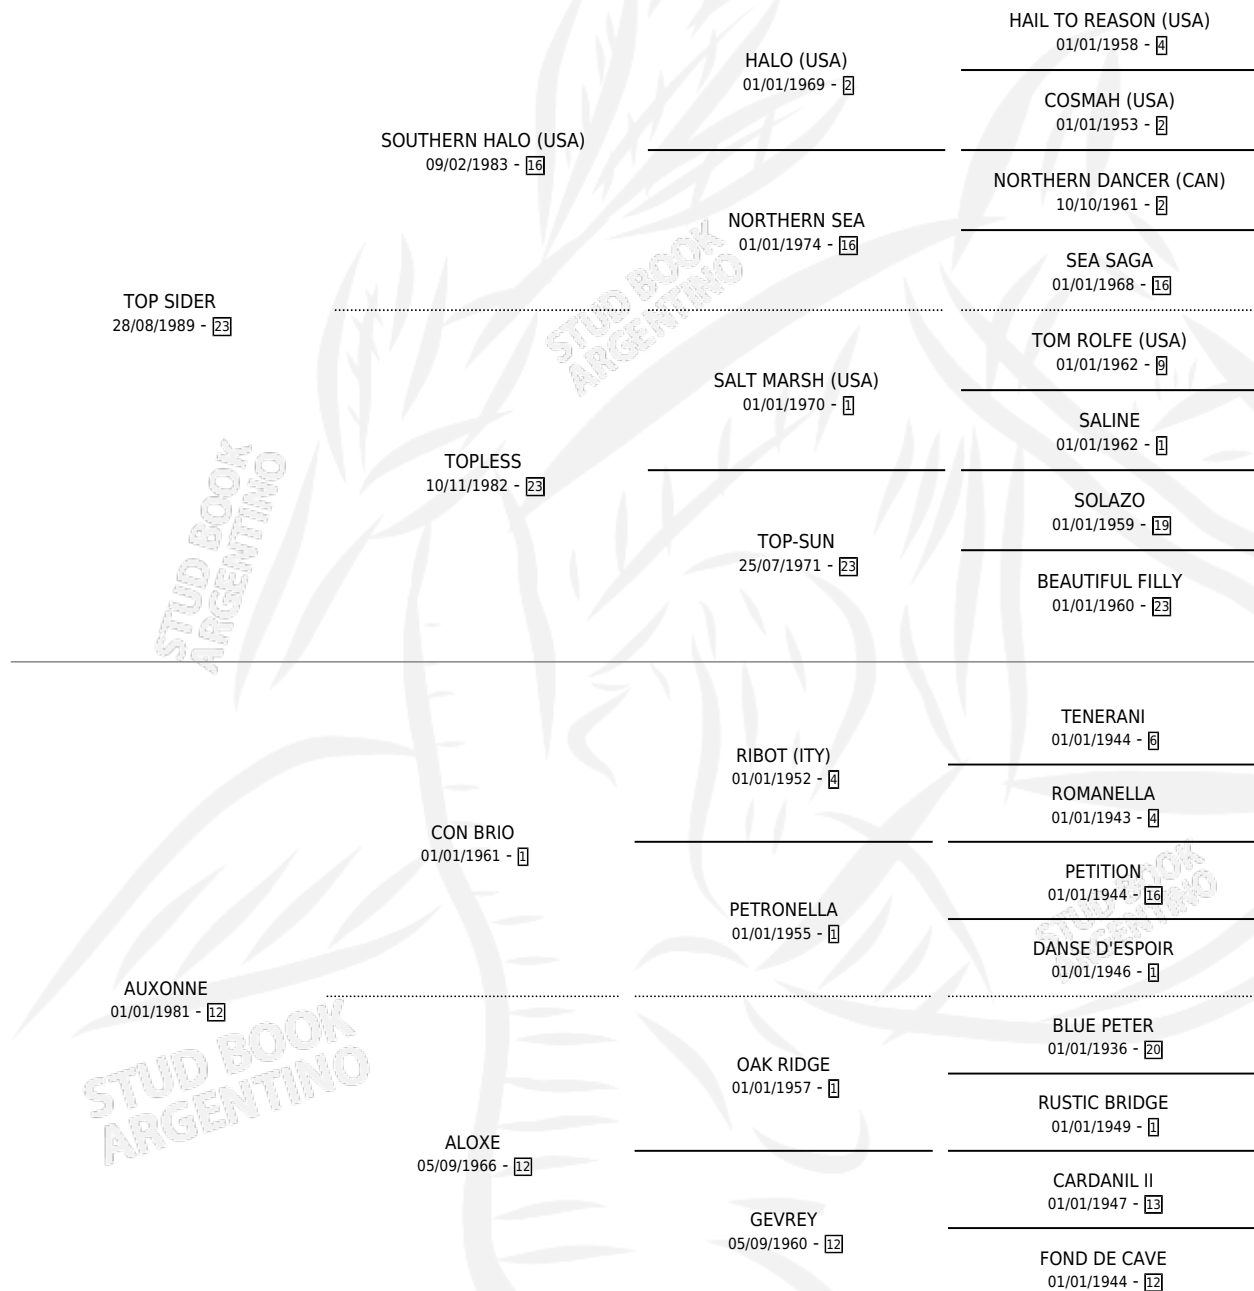 HAIL TO REASON (USA)
01/01/1958 - 4
HALO (USA)
01/01/1969 - 2
COSMAH (USA)
01/01/1953 - 2
SOUTHERN HALO (USA)
09/02/1983 - 16
NORTHERN DANCER (CAN)
10/10/1961 - 2
NORTHERN SEA
01/01/1974 - 16
SEA SAGA
01/01/1968 - 16
TOP SIDER
28/08/1989 - 23
STUD BOOK
ARGENTINO
TOM ROLFE (USA)
01/01/1962 - 9
SALT MARSH (USA)
01/01/1970 - 1
SALINE
01/01/1962 - 1
TOPLESS
10/11/1982 - 23
SOLAZO
01/01/1959 - 19
TOP-SUN
25/07/1971 - 23
BEAUTIFUL FILLY
01/01/1960 - 23
STUD BOOK
ARGENTINO
TENERANI
01/01/1944 - 6
RIBOT (ITY)
01/01/1952 - 4
ROMANELLA
01/01/1943 - 4
CON BRIO
01/01/1961 - 1
PETITION
01/01/1944 - 16
PETRONELLA
01/01/1955 - 1
DANSE D'ESPOIR
01/01/1946 - 1
STUD BOOK
ARGENTINO
AUXONNE
01/01/1981 - 12
BLUE PETER
01/01/1936 - 20
OAK RIDGE
01/01/1957 - 1
RUSTIC BRIDGE
01/01/1949 - 1
STUD BOOK
ARGENTINO
ALOXE
05/09/1966 - 12
CARDANIL II
01/01/1947 - 13
GEVREY
05/09/1960 - 12
FOND DE CAVE
01/01/1944 - 12